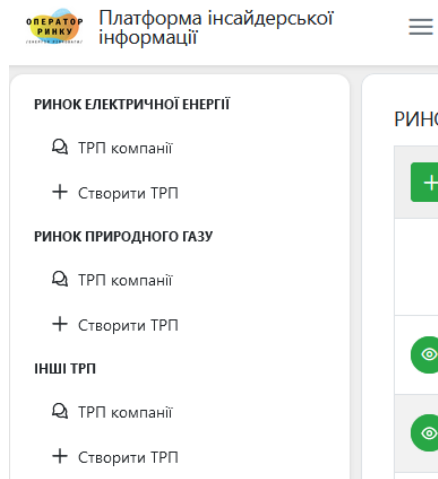 ОПЕРАТОР
РИНКУ
Платформа інсайдерської
інформації
РИНОК ЕЛЕКТРИЧНОЇ ЕНЕРГІЇ
ТРП компанії
Створити ТРП
РИНОК ПРИРОДНОГО ГАЗУ
ТРП компанії
Створити ТРП
ІНШІ ТРП
ТРП компанії
Створити ТРП